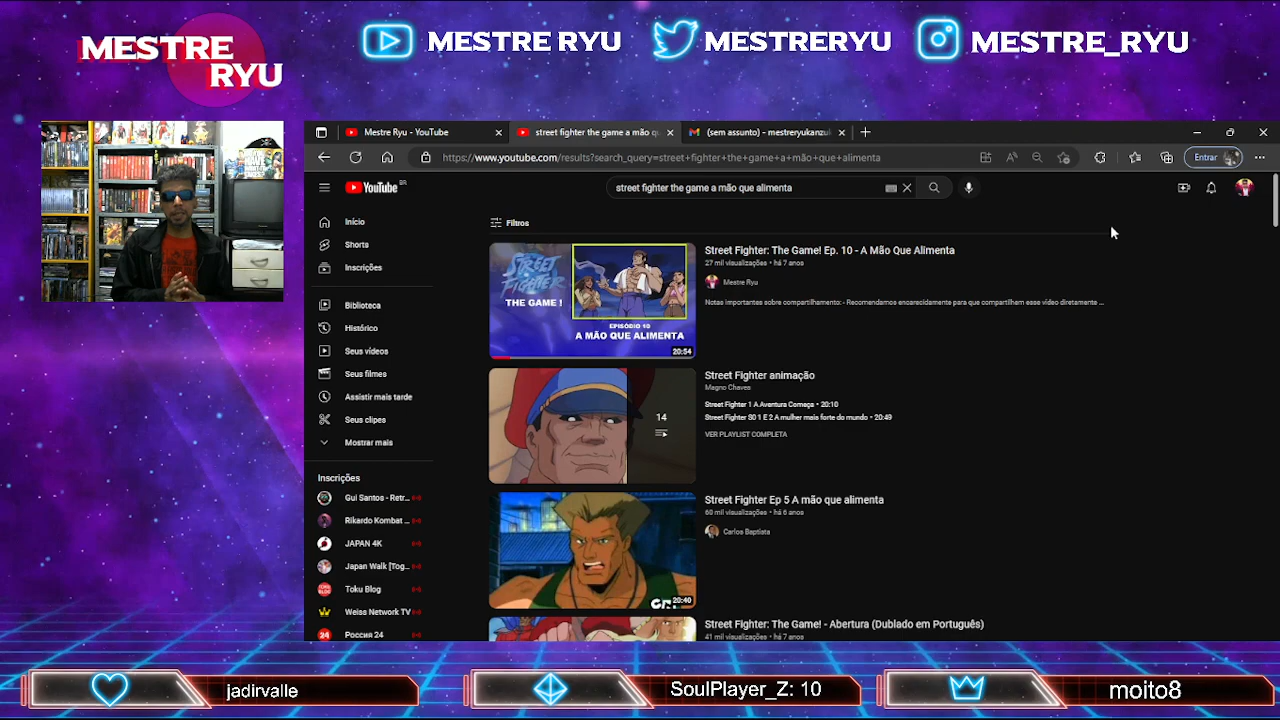 MESTRE
RYU
MESTRE RYU
MESTRERYU
MESTRE_RYU
Mestre Ryu - YouTube
street fighter the game a mão qu
(sem assunto) - mestreryukanzuk
https://www.youtube.com/results?search_query=street+fighter+the+game+a+mão+que+alimenta
Entrar
YouTube BR
street fighter the game a mão que alimenta
Início
Shorts
Inscrições
Biblioteca
Histórico
Seus vídeos
Seus filmes
Assistir mais tarde
Seus clipes
Mostrar mais
Inscrições
Gui Santos - Retr...
Rikardo Kombat ...
JAPAN 4K
Japan Walk [Tog...
Toku Blog
Weiss Network TV
24
Россия 24
Filtros
STREET FIGHTER
THE GAME !
EPISÓDIO 10
A MÃO QUE ALIMENTA
20:54
Street Fighter: The Game! Ep. 10 - A Mão Que Alimenta
27 mil visualizações • há 7 anos
Mestre Ryu
Notas importantes sobre compartilhamento: - Recomendamos encarecidamente para que compartilhem esse vídeo diretamente ...
14
Street Fighter animação
Magno Chaves
Street Fighter 1 A Aventura Começa • 20:10
Street Fighter S01 E 2 A mulher mais forte do mundo • 20:49
VER PLAYLIST COMPLETA
20:40
Street Fighter Ep 5 A mão que alimenta
60 mil visualizações • há 6 anos
Carlos Baptista
Street Fighter: The Game! - Abertura (Dublado em Português)
41 mil visualizações • há 7 anos
jadirvalle
SoulPlayer_Z: 10
moito8